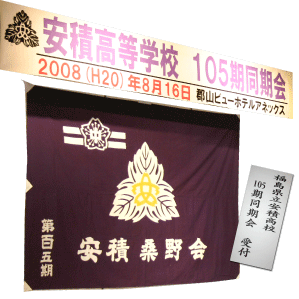 安積高等学校 105期同期会
2008(H20)年8月16日 郡山ビューホテルアネックス
第百五期
安積 桑野会
福島県立安積高校
105期同期会 受付